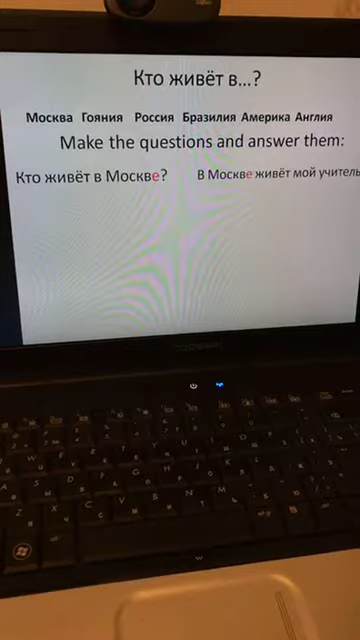 Кто живёт в...?
Москва Гояния Россия Бразилия Америка Англия
Make the questions and answer them:
Кто живёт в Москве? В Москве живёт мой учитель